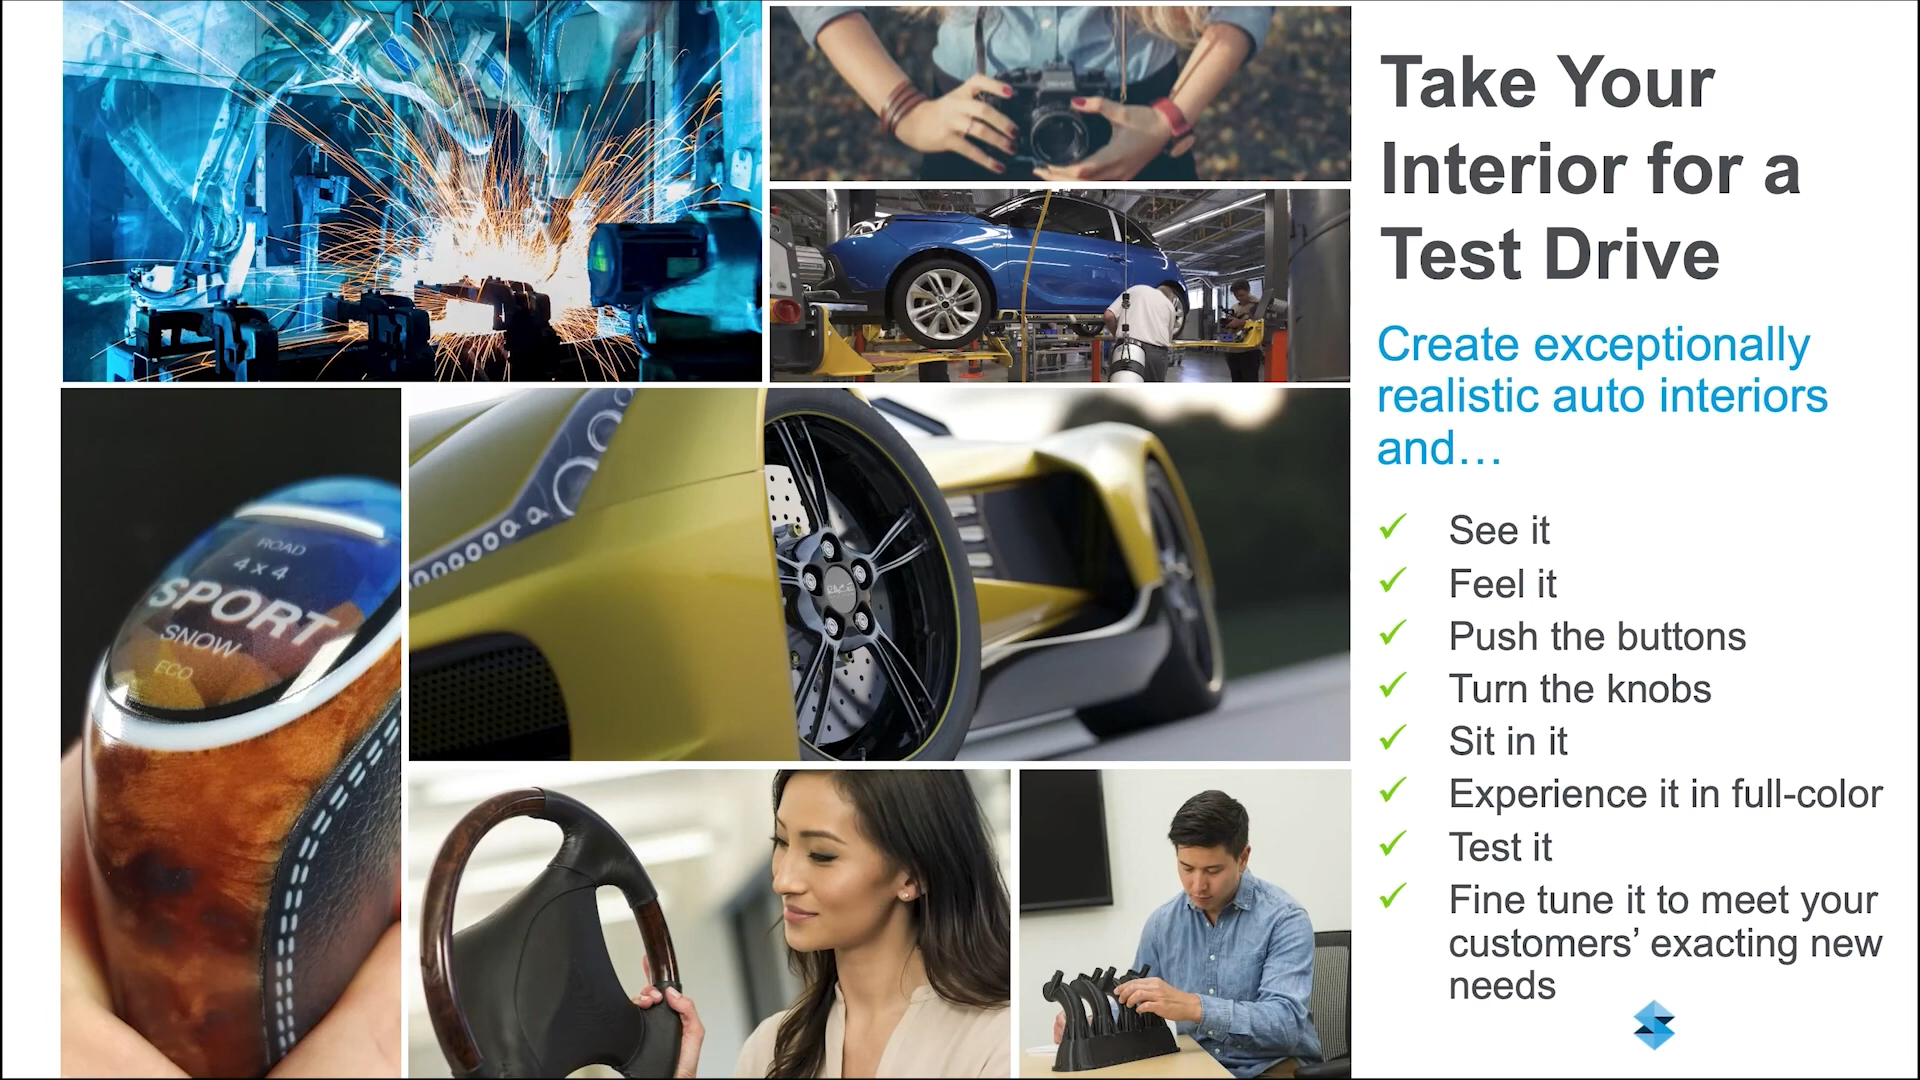 Take Your
Interior for a
Test Drive
Create exceptionally
realistic auto interiors
and…
✓ See it
✓ Feel it
✓ Push the buttons
✓ Turn the knobs
✓ Sit in it
✓ Experience it in full-color
✓ Test it
✓ Fine tune it to meet your
customers’ exacting new
needs
ROAD
4 x 4
SPORT
SNOW
ECO